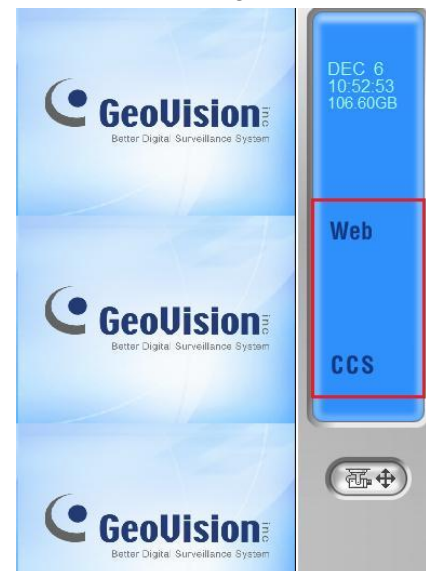 GeoVision inc
Better Digital Surveillance System
DEC 6
10:52:53
106.60GB
GeoVision inc
Better Digital Surveillance System
Web
CCS
GeoVision inc
Better Digital Surveillance System